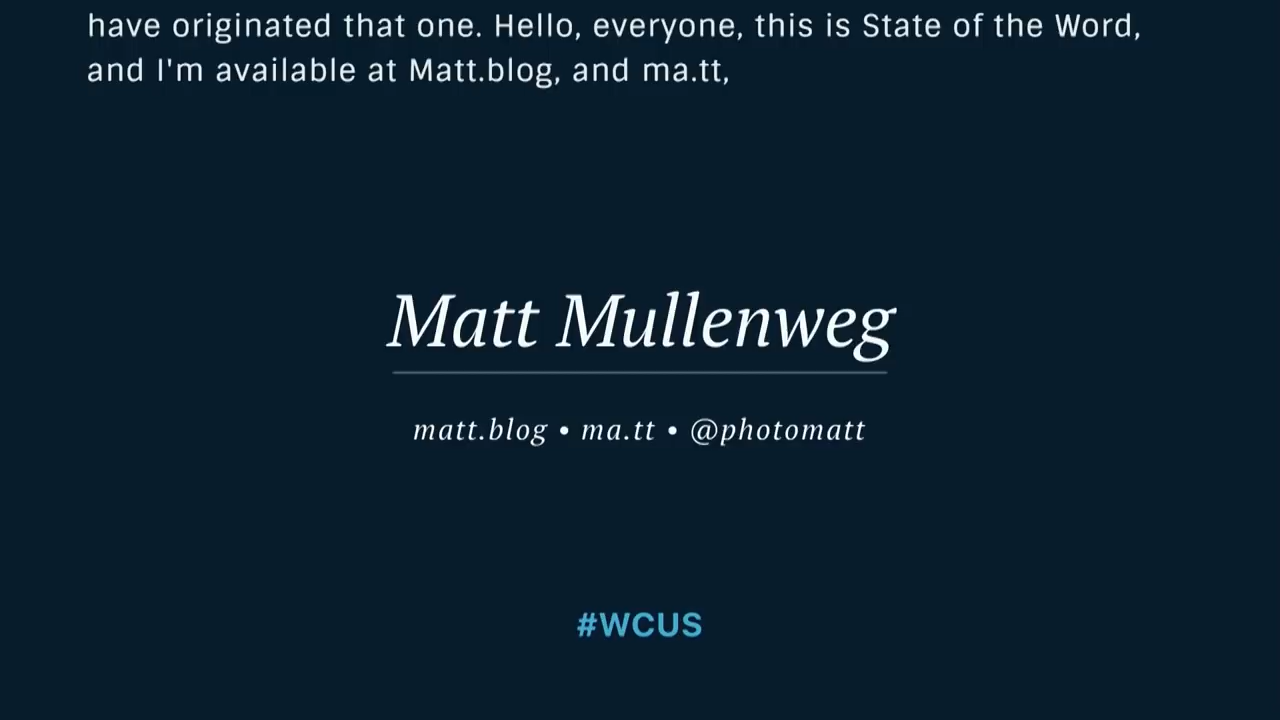 have originated that one. Hello, everyone, this is State of the Word,
and I'm available at Matt.blog, and ma.tt,
Matt Mullenweg
matt.blog • ma.tt • @photomatt
#WCUS